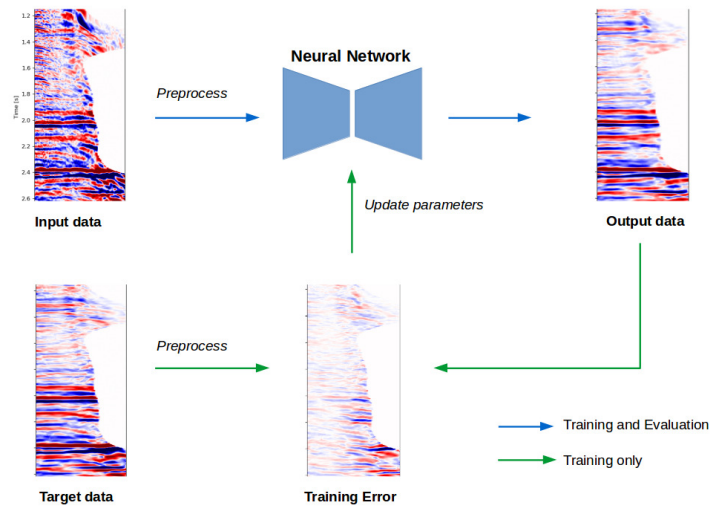 1.2
1.4
1.6
1.8
2.0
2.2
2.4
2.6
Time [s]
Input data
Preprocess
Neural Network
Output data
Update parameters
Preprocess
Target data
Training Error
Training and Evaluation
Training only